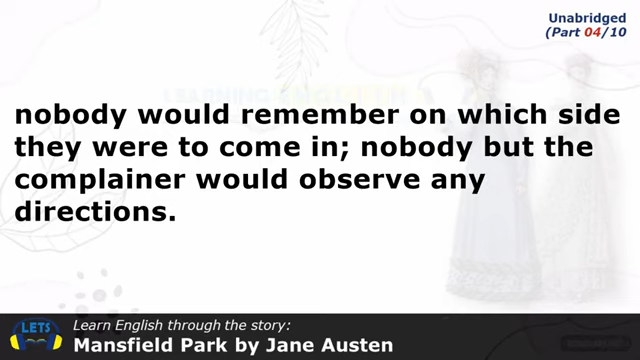 Unabridged
(Part 04/10
nobody would remember on which side
they were to come in; nobody but the
complainer would observe any
directions.
LETS
Learn English through the story:
Mansfield Park by Jane Austen